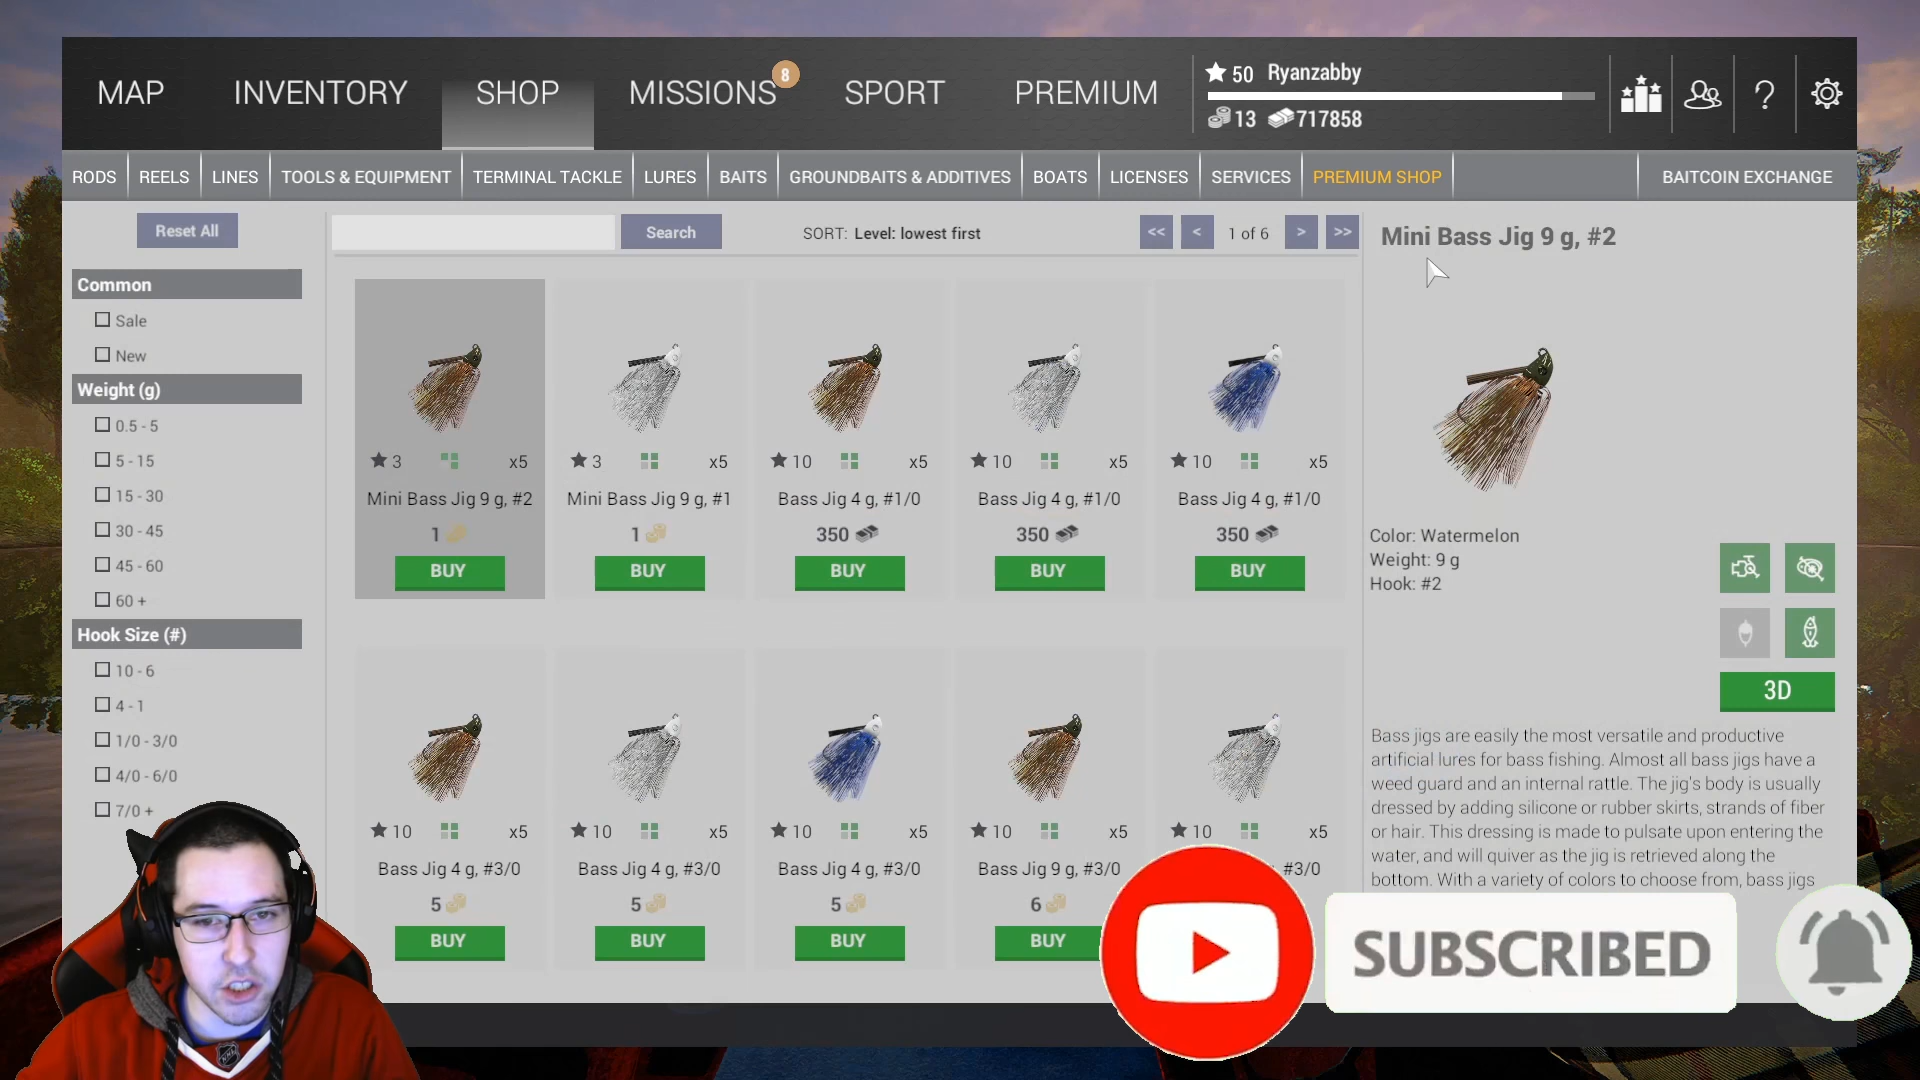 MAP INVENTORY SHOP MISSIONS 8 SPORT PREMIUM
50 Ryanzabby
13 717858
?
RODS REELS LINES TOOLS & EQUIPMENT TERMINAL TACKLE LURES BAITS GROUNDBAITS & ADDITIVES BOATS LICENSES SERVICES PREMIUM SHOP BAITCOIN EXCHANGE
Reset All
Search
SORT: Level: lowest first
<< < 1 of 6 > >>
Common
Sale
New
Weight (g)
0.5 - 5
5 - 15
15 - 30
30 - 45
45 - 60
60 +
Hook Size (#)
10 - 6
4 - 1
1/0 - 3/0
4/0 - 6/0
7/0 +
3 x5
Mini Bass Jig 9 g, #2
1
BUY
3 x5
Mini Bass Jig 9 g, #1
1
BUY
10 x5
Bass Jig 4 g, #1/0
350
BUY
10 x5
Bass Jig 4 g, #1/0
350
BUY
10 x5
Bass Jig 4 g, #1/0
350
BUY
10 x5
Bass Jig 4 g, #3/0
5
BUY
10 x5
Bass Jig 4 g, #3/0
5
BUY
10 x5
Bass Jig 4 g, #3/0
5
BUY
10 x5
Bass Jig 9 g, #3/0
6
BUY
10 x5
#3/0
Mini Bass Jig 9 g, #2
Color: Watermelon
Weight: 9 g
Hook: #2
3D
Bass jigs are easily the most versatile and productive
artificial lures for bass fishing. Almost all bass jigs have a
weed guard and an internal rattle. The jig's body is usually
dressed by adding silicone or rubber skirts, strands of fiber
or hair. This dressing is made to pulsate upon entering the
water, and will quiver as the jig is retrieved along the
bottom. With a variety of colors to choose from, bass jigs
SUBSCRIBED